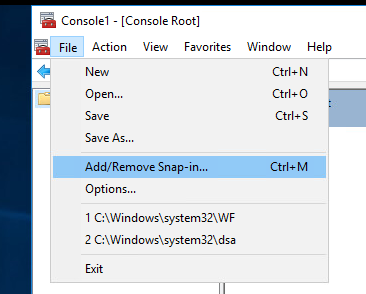 Console1 - [Console Root]
File Action View Favorites Window Help
New Ctrl+N
Open... Ctrl+O
Save Ctrl+S
Save As...
Add/Remove Snap-in... Ctrl+M
Options...
1 C:\Windows\system32\WF
2 C:\Windows\system32\dsa
Exit